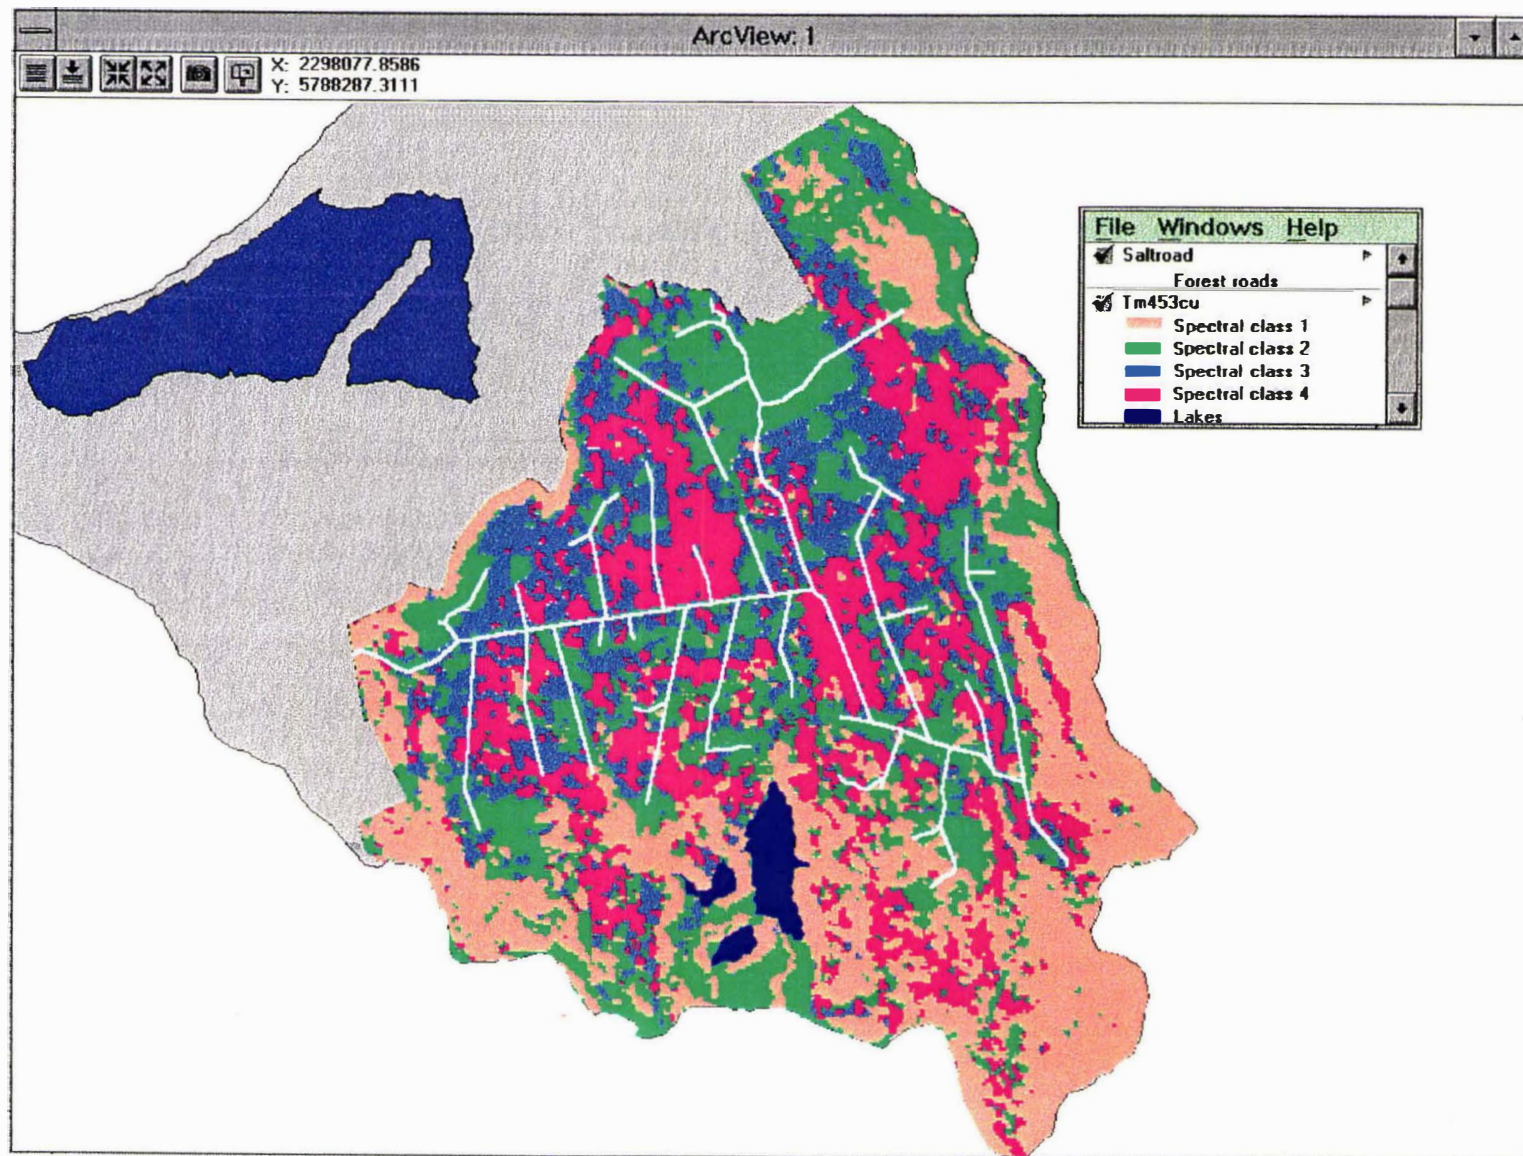 ArcView: 1
X: 2298077.8586
Y: 5788287.3111
File Windows Help
Saltroad
Forest roads
Tm453cu
Spectral class 1
Spectral class 2
Spectral class 3
Spectral class 4
Lakes